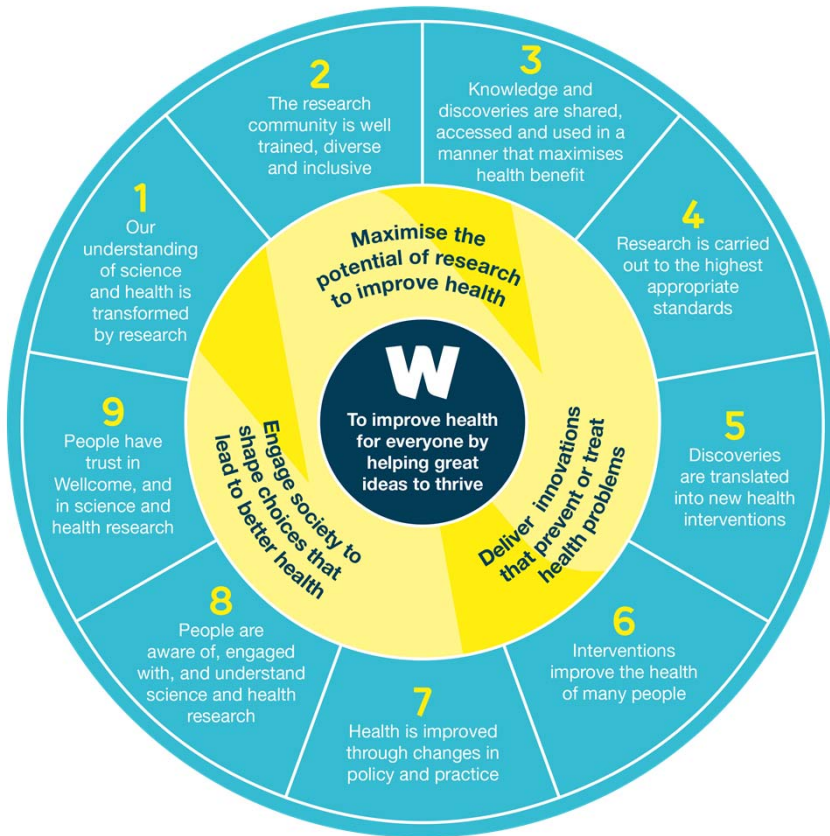 1
Our
understanding
of science
and health is
transformed
by research
2
The research
community is well
trained, diverse
and inclusive
3
Knowledge and
discoveries are shared,
accessed and used in a
manner that maximises
health benefit
4
Research is carried
out to the highest
appropriate
standards
5
Discoveries
are translated
into new health
interventions
6
Interventions
improve the health
of many people
7
Health is improved
through changes in
policy and practice
8
People are
aware of, engaged
with, and understand
science and health
research
9
People have
trust in
Wellcome, and
in science and
health research
Maximise the
potential of research
to improve health
Deliver innovations
that prevent or treat
health problems
Engage society to
shape choices that
lead to better health
W
To improve health
for everyone by
helping great
ideas to thrive